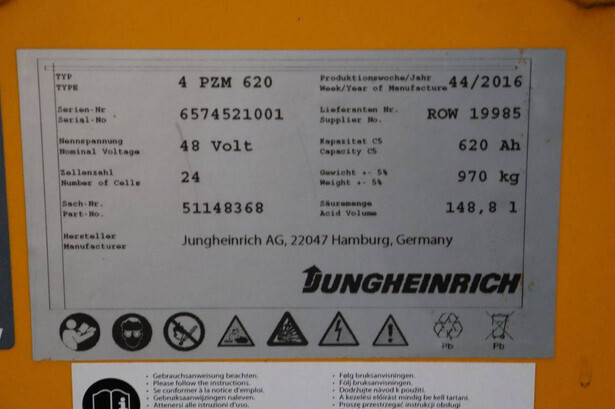 TYP
TYPE
4 PZM 620
Produktionswoche/Jahr
Week/Year of Manufacture
44/2016
Serien-Nr
Serial-No
6574521001
Lieferanten Nr.
Supplier No.
ROW 19985
Nennspannung
Nominal Voltage
48 Volt
Kapazitat C5
Capacity C5
620 Ah
Zellenzahl
Number of Cells
24
Gewicht +- 5%
Weight +- 5%
970 kg
Sach-Nr.
Part-No.
51148368
Säuremenge
Acid Volume
148,8 l
Hersteller
Manufacturer
Jungheinrich AG, 22047 Hamburg, Germany
JUNGHEINRICH
Pb
Pb
- Gebrauchsanweisung beachten.
- Please follow the instructions.
- Se conformer à la notice d'emploi.
- Gebruiksaanwijzingen naleven.
- Attenersi alle istruzioni d'uso.
- Følg bruksanvisningen.
- Följ bruksanvisningen.
- Dodržujte návod k použití.
- A kezelési előírást mindig be kell tartani.
- Proszę przestrzegać instrukcji obsługi